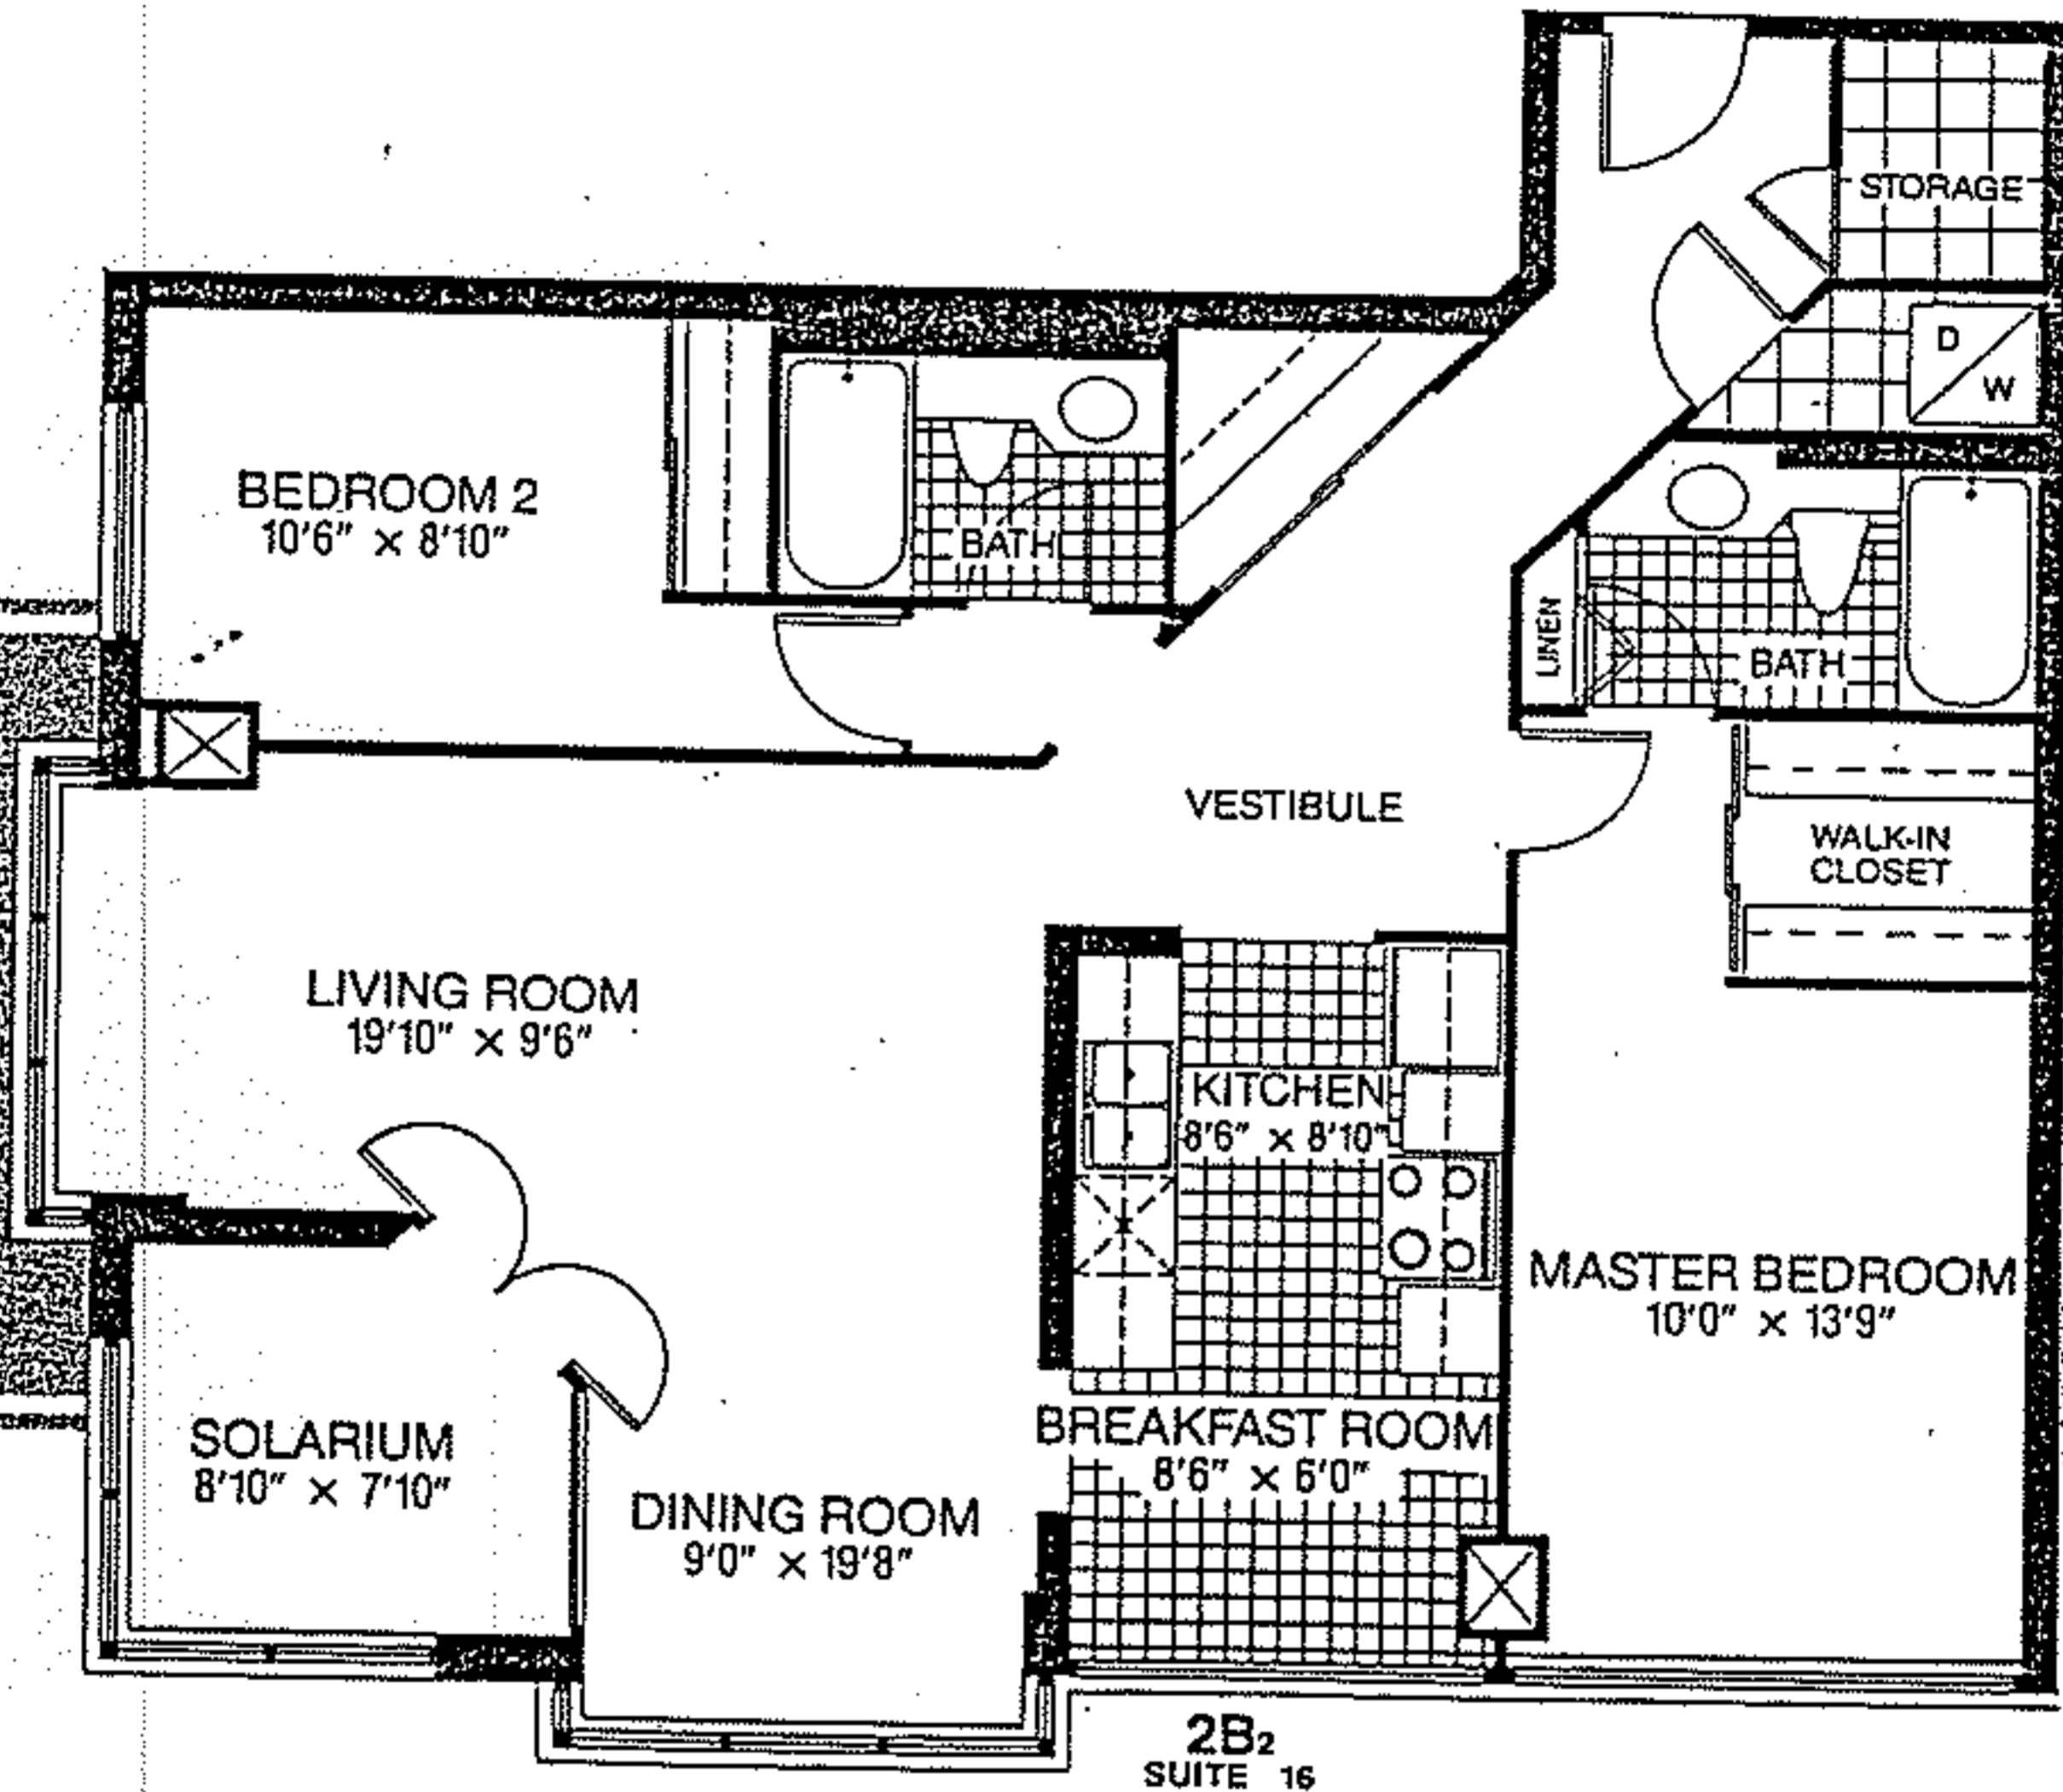 STORAGE
D
W
BEDROOM 2
10'6" × 8'10"
BATH
LINEN
BATH
VESTIBULE
WALK-IN
CLOSET
LIVING ROOM
19'10" × 9'6"
KITCHEN
8'6" × 8'10"
MASTER BEDROOM
10'0" × 13'9"
BREAKFAST ROOM
8'6" × 6'0"
SOLARIUM
8'10" × 7'10"
DINING ROOM
9'0" × 19'8"
2B2
SUITE 16